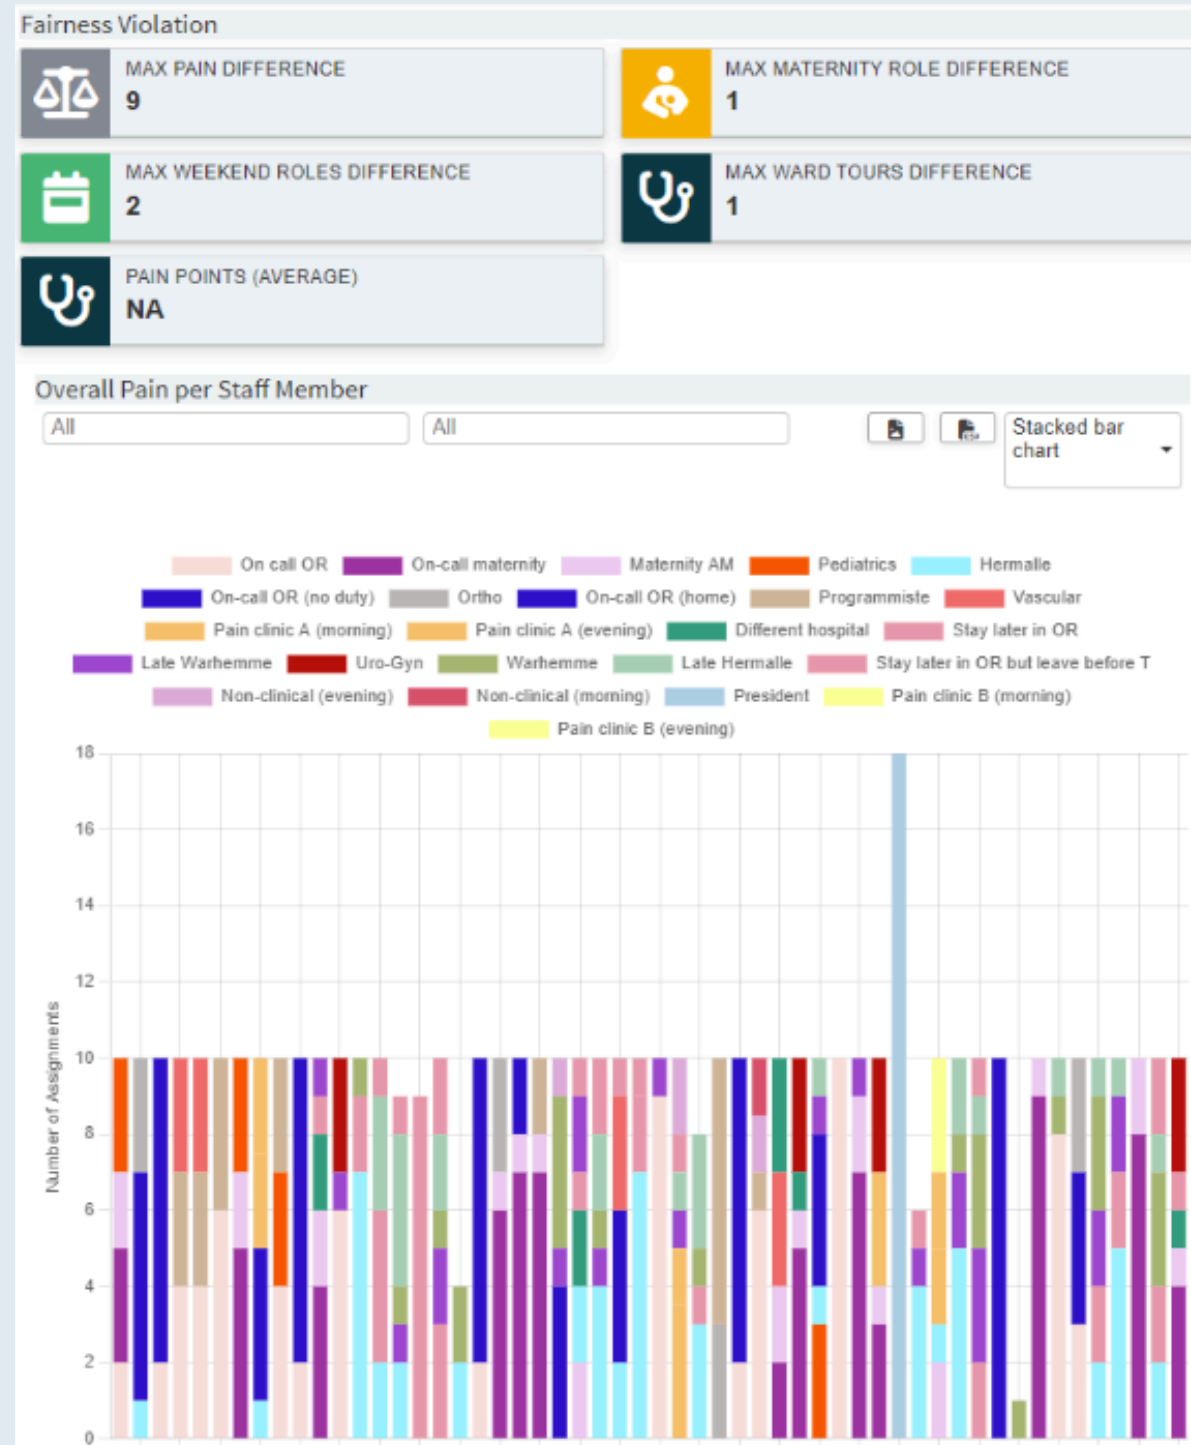 Fairness Violation
MAX PAIN DIFFERENCE
9
MAX MATERNITY ROLE DIFFERENCE
1
MAX WEEKEND ROLES DIFFERENCE
2
MAX WARD TOURS DIFFERENCE
1
PAIN POINTS (AVERAGE)
NA
Overall Pain per Staff Member
All All Stacked bar
chart
On call OR On-call maternity Maternity AM Pediatrics Hermalle
On-call OR (no duty) Ortho On-call OR (home) Programmiste Vascular
Pain clinic A (morning) Pain clinic A (evening) Different hospital Stay later in OR
Late Warhemme Uro-Gyn Warhemme Late Hermalle Stay later in OR but leave before T
Non-clinical (evening) Non-clinical (morning) President Pain clinic B (morning)
Pain clinic B (evening)
18
16
14
12
10
8
6
4
2
0
Number of Assignments